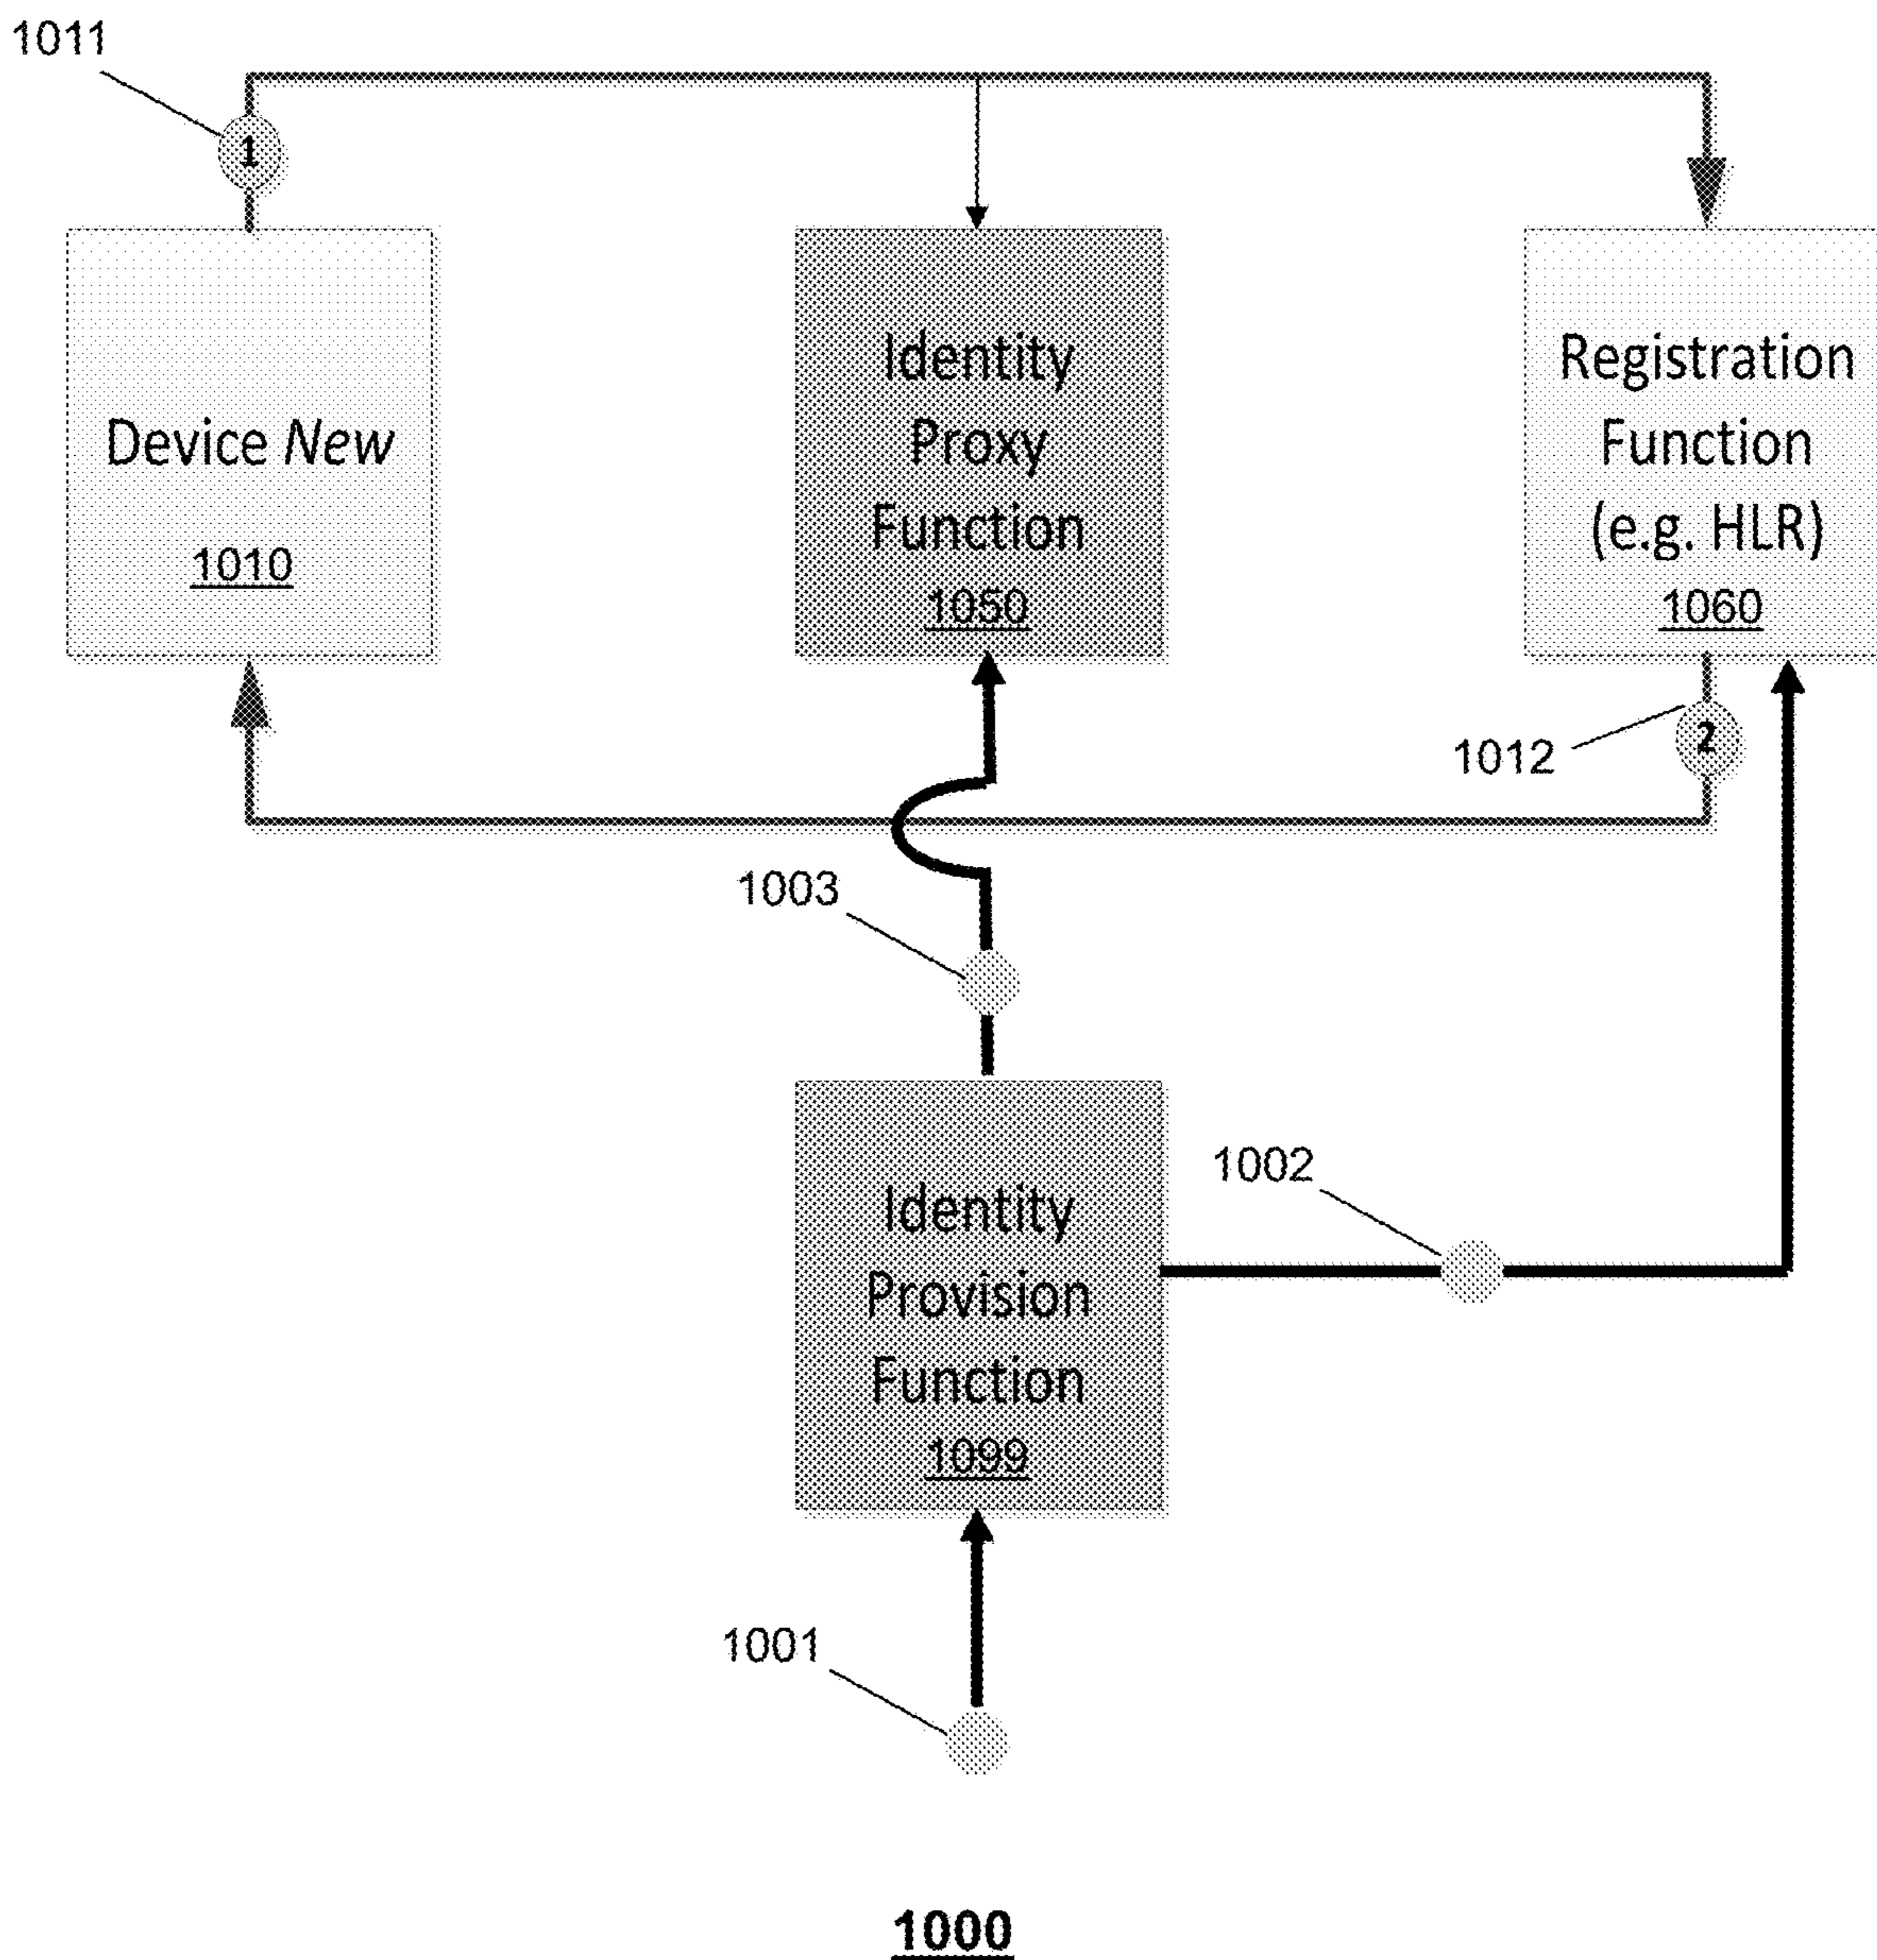 1011
1
Device New
1010
Identity
Proxy
Function
1050
Registration
Function
(e.g. HLR)
1060
1012
2
1003
Identity
Provision
Function
1099
1002
1001
1000